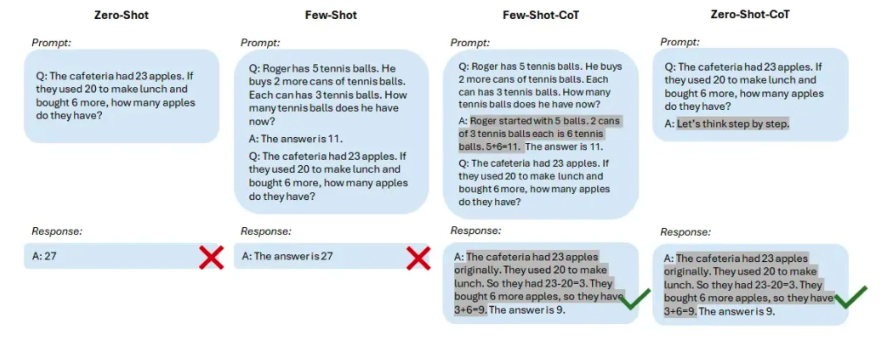 Zero-Shot
Prompt:
Q: The cafeteria had 23 apples. If
they used 20 to make lunch and
bought 6 more, how many apples
do they have?
Response:
A: 27
Few-Shot
Prompt:
Q: Roger has 5 tennis balls. He
buys 2 more cans of tennis balls.
Each can has 3 tennis balls. How
many tennis balls does he have
now?
A: The answer is 11.
Q: The cafeteria had 23 apples. If
they used 20 to make lunch and
bought 6 more, how many apples
do they have?
Response:
A: The answer is 27
Few-Shot-CoT
Prompt:
Q: Roger has 5 tennis balls. He buys
2 more cans of tennis balls. Each
can has 3 tennis balls. How many
tennis balls does he have now?
A: Roger started with 5 balls. 2 cans
of 3 tennis balls each is 6 tennis
balls. 5+6=11. The answer is 11.
Q: The cafeteria had 23 apples. If
they used 20 to make lunch and
bought 6 more, how many apples
do they have?
Response:
A: The cafeteria had 23 apples
originally. They used 20 to make
lunch. So they had 23-20=3. They
bought 6 more apples, so they have
3+6=9. The answer is 9.
Zero-Shot-CoT
Prompt:
Q: The cafeteria had 23 apples. If
they used 20 to make lunch and
bought 6 more, how many apples
do they have?
A: Let's think step by step.
Response:
A: The cafeteria had 23 apples
originally. They used 20 to make
lunch. So they had 23-20=3. They
bought 6 more apples, so they have
3+6=9. The answer is 9.